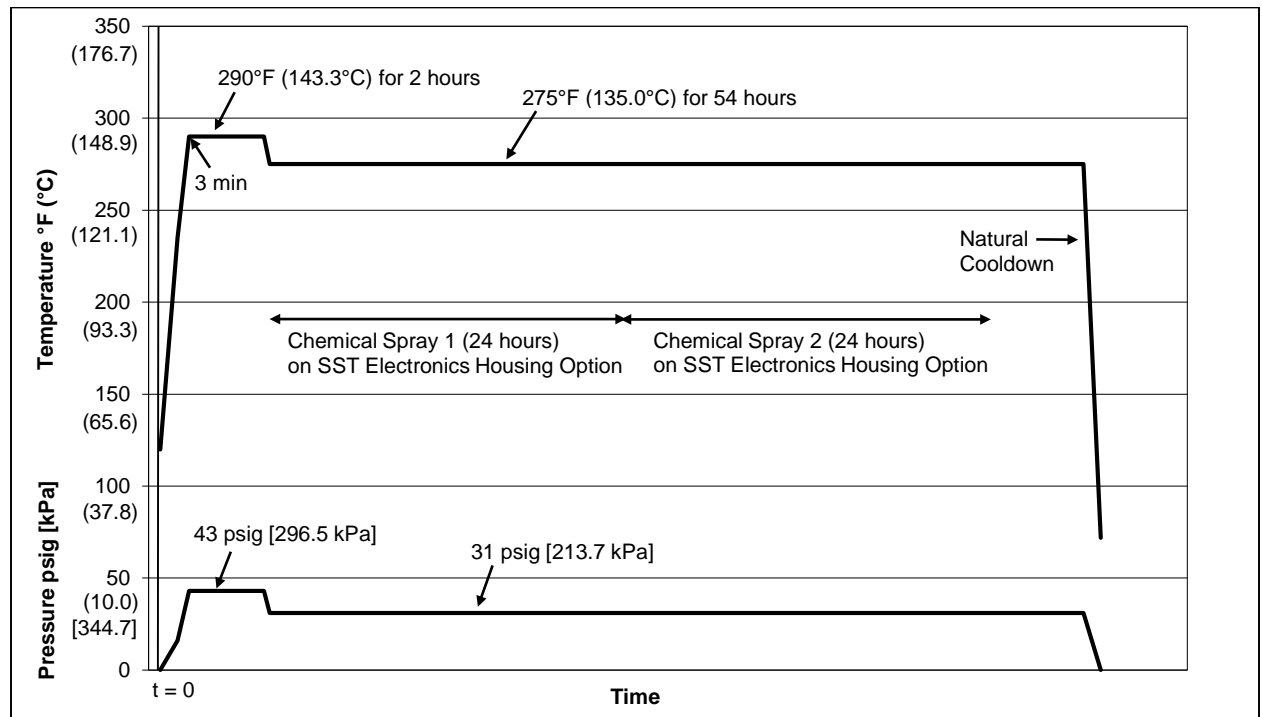 350
(176.7)
290°F (143.3°C) for 2 hours
275°F (135.0°C) for 54 hours
300
(148.9)
3 min
250
(121.1)
Natural
Cooldown
Temperature °F (°C)
200
(93.3)
Chemical Spray 1 (24 hours)
on SST Electronics Housing Option
Chemical Spray 2 (24 hours)
on SST Electronics Housing Option
150
(65.6)
100
(37.8)
43 psig [296.5 kPa]
31 psig [213.7 kPa]
Pressure psig [kPa]
50
(10.0)
[344.7]
0
t = 0
Time